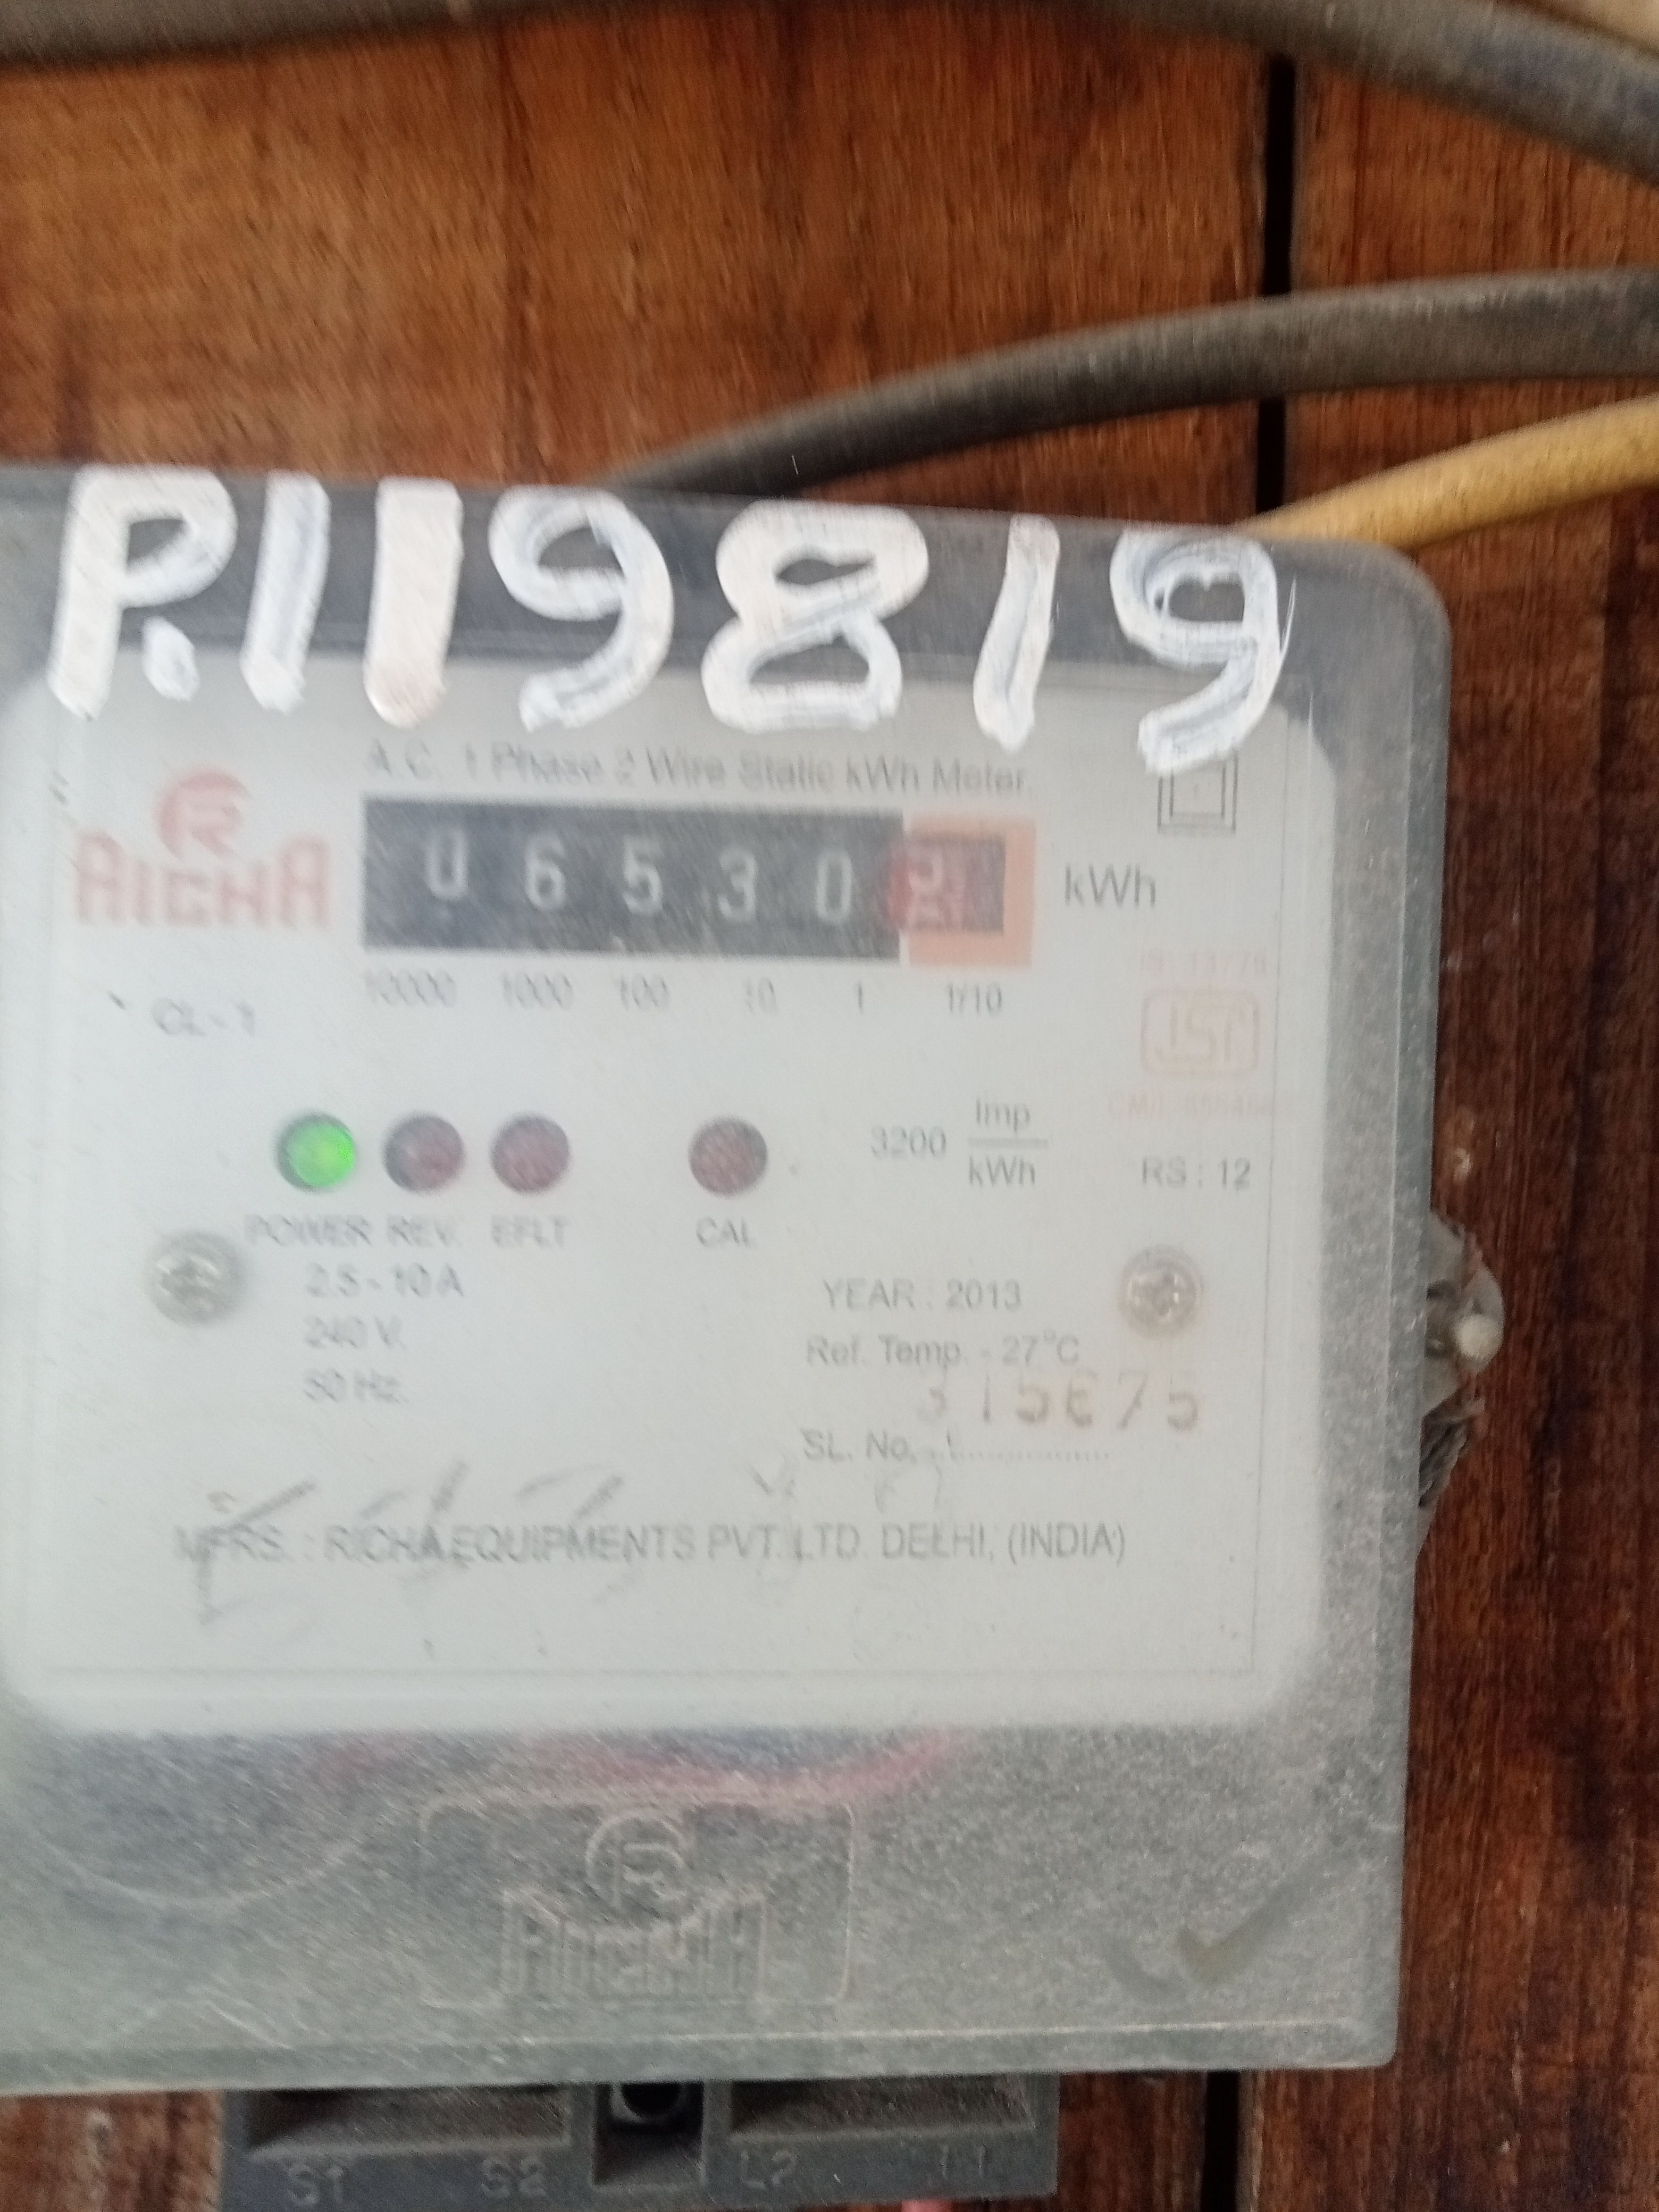 P.119819
A.C. 1 Phase 2 Wire Static kWh Meter
RICHA
0 6 5 3 0
kWh
10000 1000 100 10 1 1/10
CL-1
ISI
3200 Imp
kWh
RS : 12
POWER REV. EFLT CAL
2.5 - 10 A
240 V.
50 Hz.
YEAR : 2013
Ref. Temp. - 27°C
SL. No.
MFRS. : RICHA EQUIPMENTS PVT. LTD. DELHI, (INDIA)
RICHA
S1 S2 L2 L1